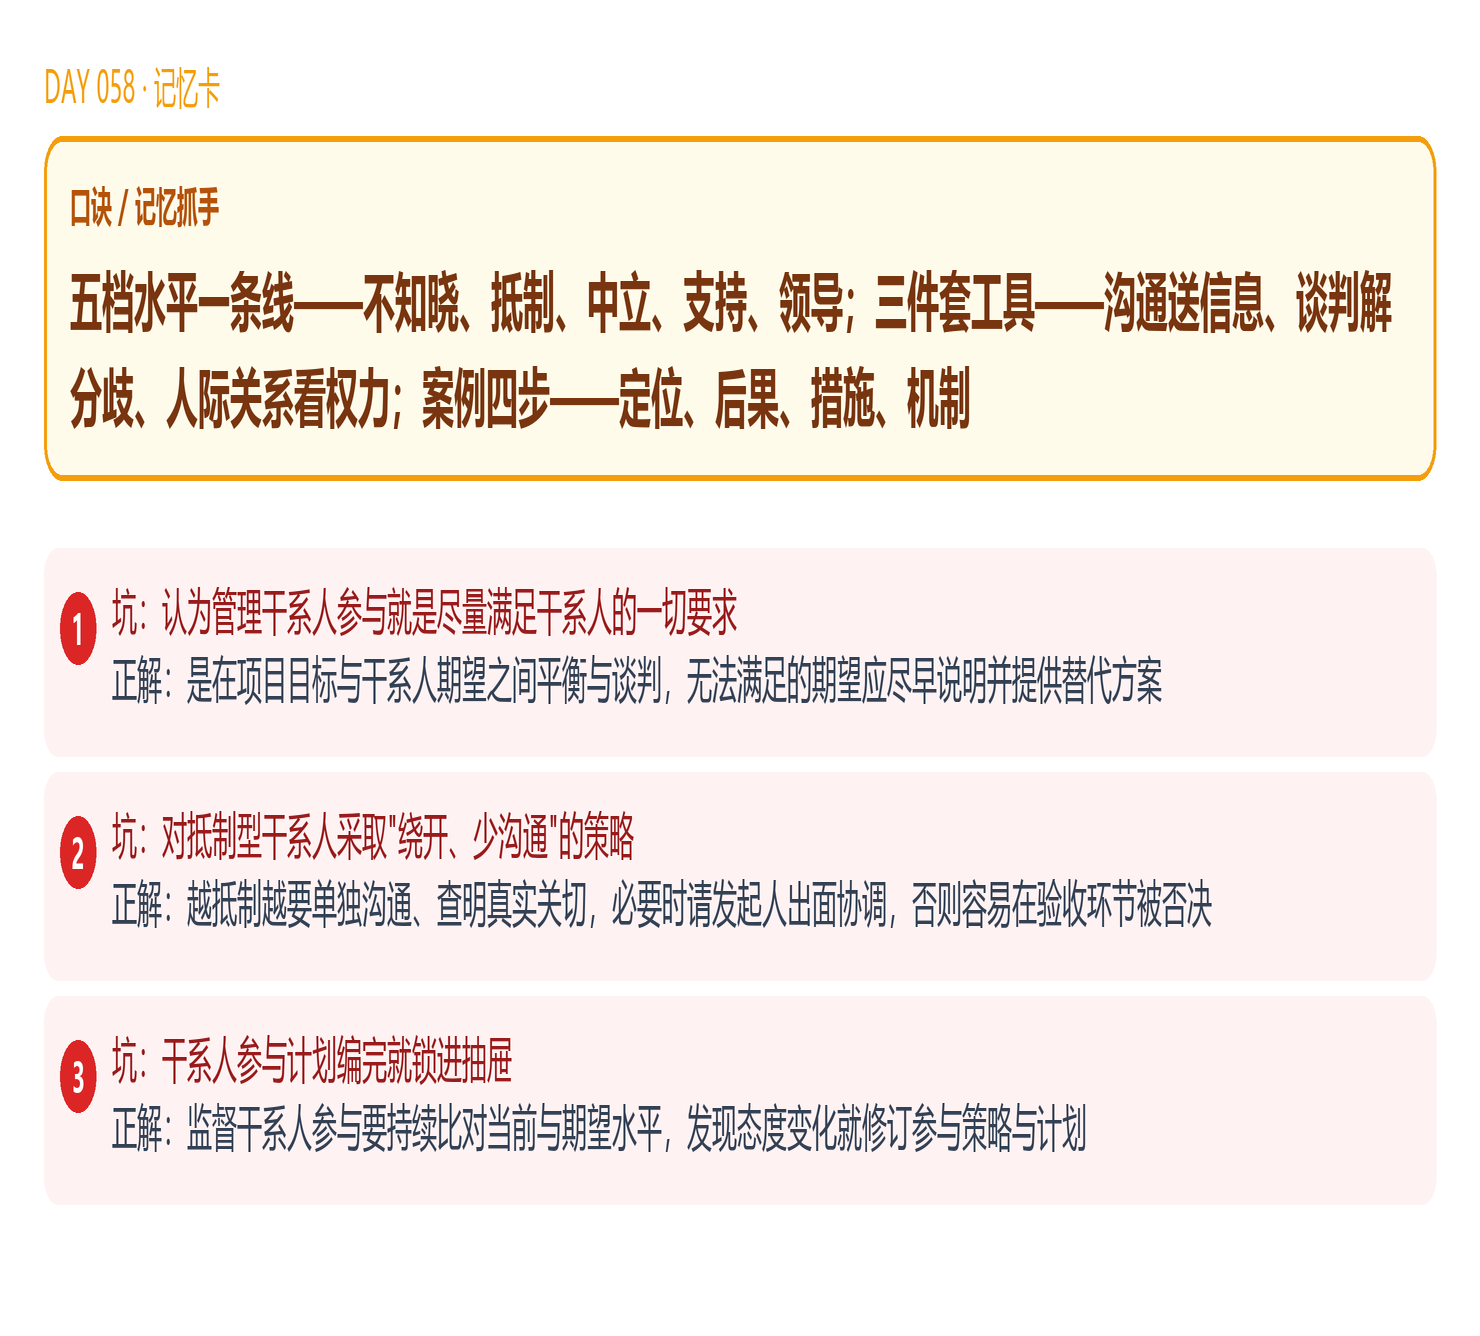 DAY 058 · 记忆卡
口诀 / 记忆抓手
五档水平一条线——不知晓、抵制、中立、支持、领导；三件套工具——沟通送信息、谈判解
分歧、人际关系看权力；案例四步——定位、后果、措施、机制
1
坑：认为管理干系人参与就是尽量满足干系人的一切要求
正解：是在项目目标与干系人期望之间平衡与谈判，无法满足的期望应尽早说明并提供替代方案
2
坑：对抵制型干系人采取"绕开、少沟通"的策略
正解：越抵制越要单独沟通、查明真实关切，必要时请发起人出面协调，否则容易在验收环节被否决
3
坑：干系人参与计划编完就锁进抽屉
正解：监督干系人参与要持续比对当前与期望水平，发现态度变化就修订参与策略与计划